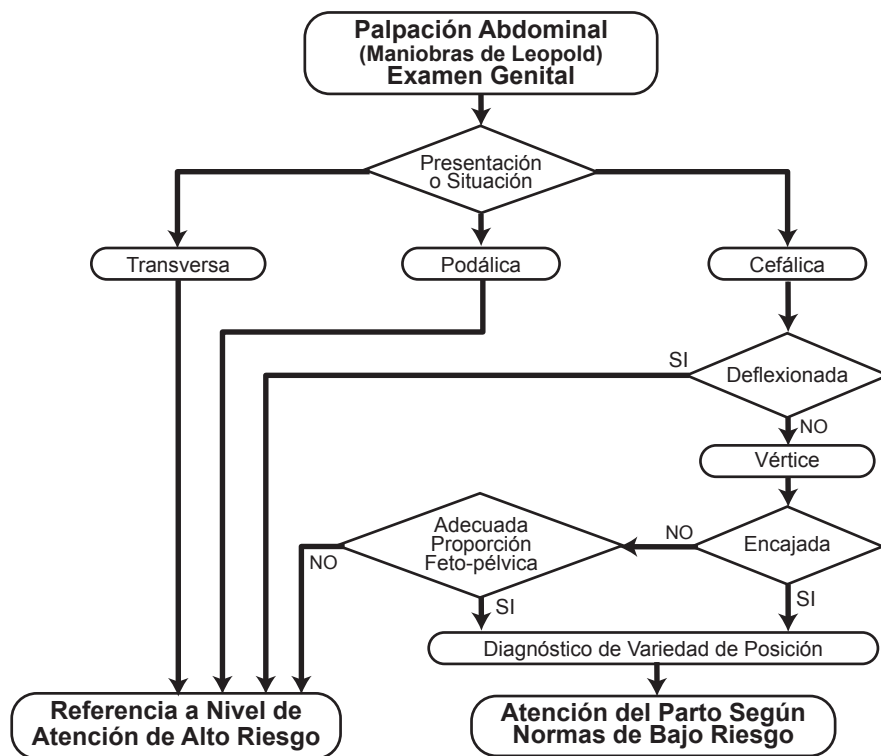 Palpación Abdominal
(Maniobras de Leopold)
Examen Genital
Presentación
o Situación
Transversa
Podálica
Cefálica
SI
Deflexionada
NO
Vértice
Adecuada
Proporción
Feto-pélvica
NO
Encajada
NO
SI
SI
Diagnóstico de Variedad de Posición
Referencia a Nivel de
Atención de Alto Riesgo
Atención del Parto Según
Normas de Bajo Riesgo